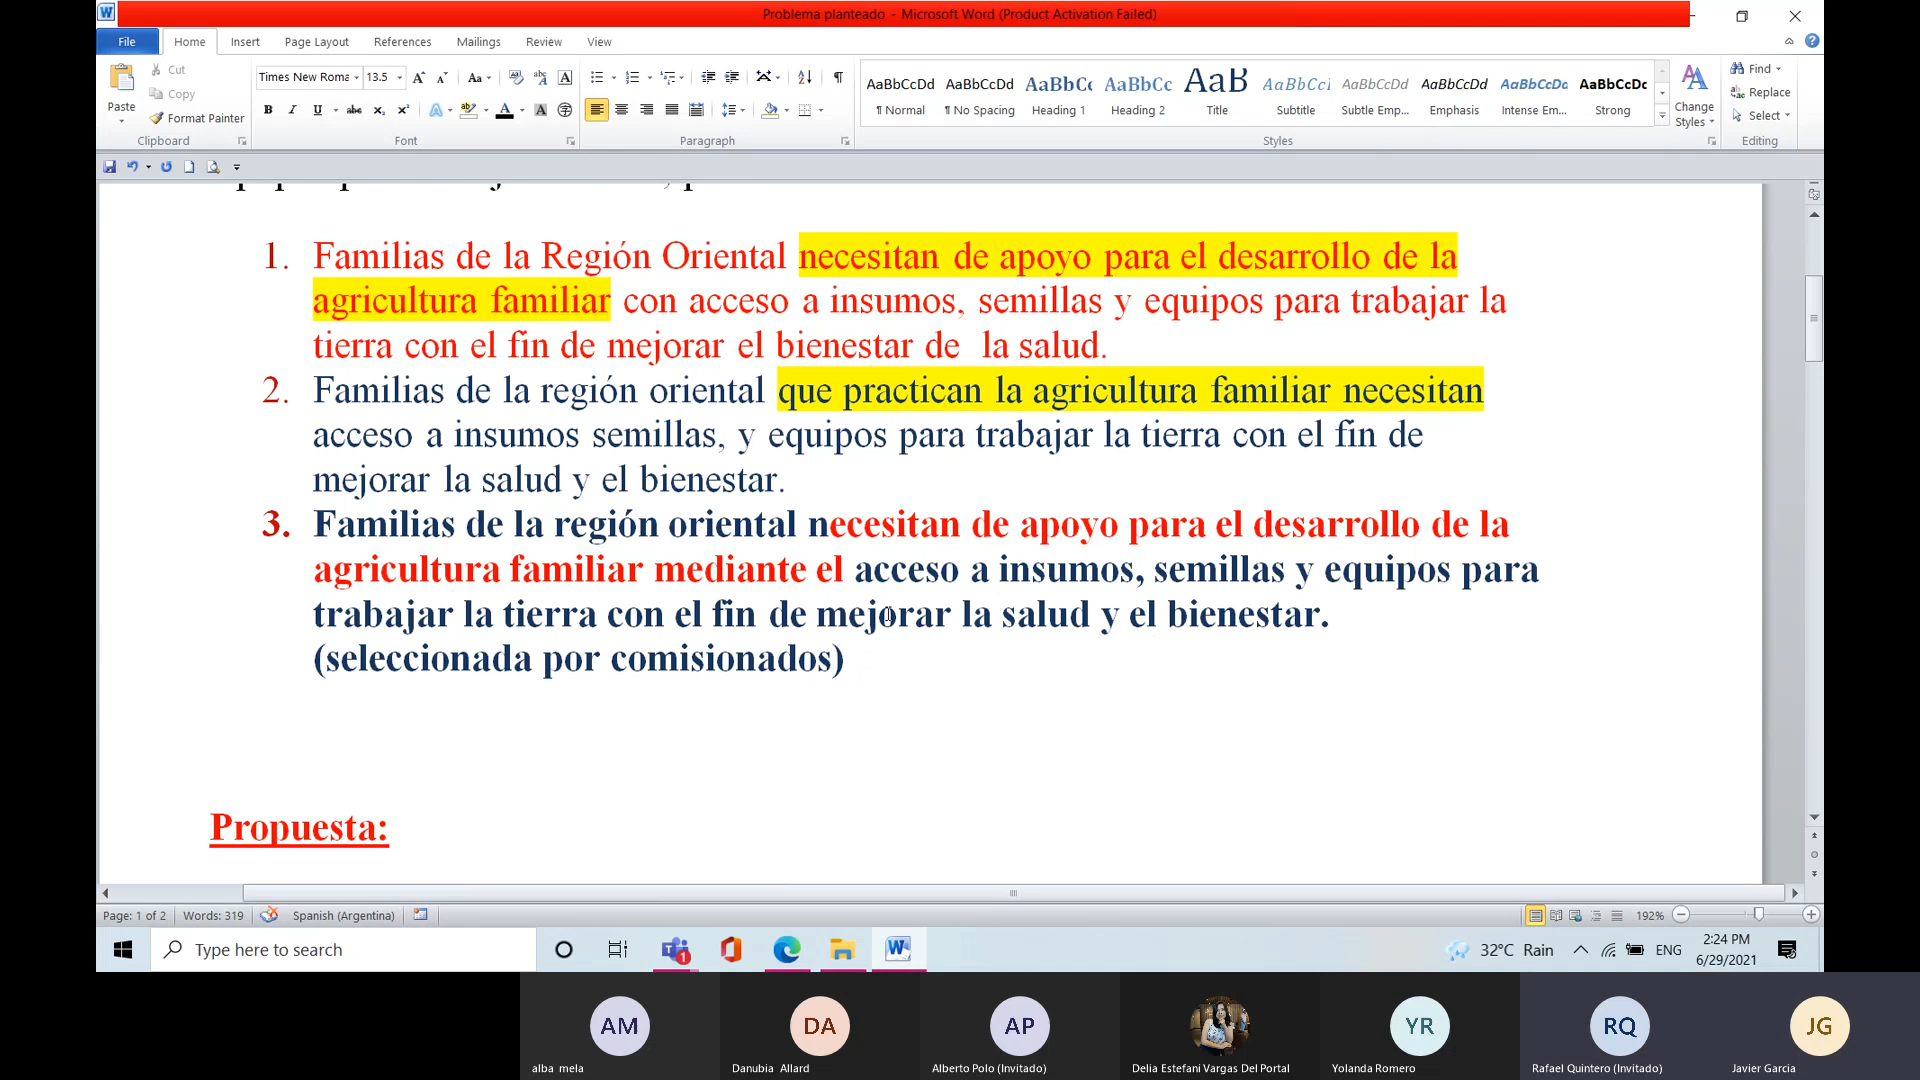 Problema planteado - Microsoft Word (Product Activation Failed)
File Home Insert Page Layout References Mailings Review View
Cut
Copy
Paste
Format Painter
Clipboard
Times New Roma 13.5
Font
Paragraph
AaBbCcDd AaBbCcDd AaBbCc AaBbCc AaB AaBbCcI AaBbCcDd AaBbCcDd AaBbCcDd AaBbCcDc
¶ Normal ¶ No Spacing Heading 1 Heading 2 Title Subtitle Subtle Emp... Emphasis Intense Em... Strong
Styles
Change
Styles
Find
Replace
Select
Editing
1. Familias de la Región Oriental necesitan de apoyo para el desarrollo de la
agricultura familiar con acceso a insumos, semillas y equipos para trabajar la
tierra con el fin de mejorar el bienestar de la salud.
2. Familias de la región oriental que practican la agricultura familiar necesitan
acceso a insumos semillas, y equipos para trabajar la tierra con el fin de
mejorar la salud y el bienestar.
3. Familias de la región oriental necesitan de apoyo para el desarrollo de la
agricultura familiar mediante el acceso a insumos, semillas y equipos para
trabajar la tierra con el fin de mejorar la salud y el bienestar.
(seleccionada por comisionados)
Propuesta:
Page: 1 of 2 Words: 319 Spanish (Argentina) 192%
Type here to search
1
32°C Rain
ENG
2:24 PM
6/29/2021
AM DA AP YR RQ JG
alba mela Danubia Allard Alberto Polo (Invitado) Delia Estefani Vargas Del Portal Yolanda Romero Rafael Quintero (Invitado) Javier Garcia